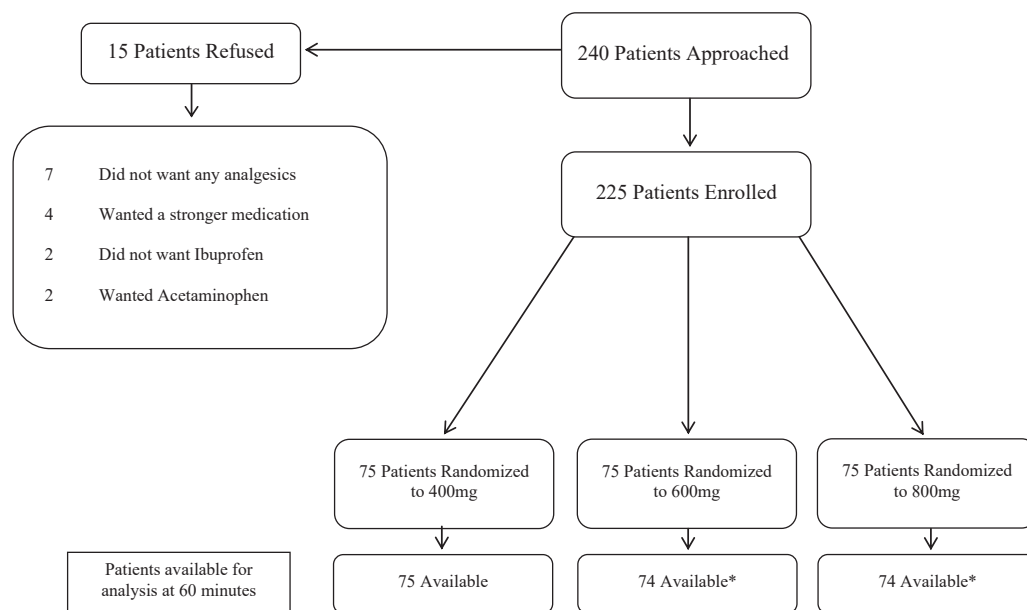 15 Patients Refused
240 Patients Approached
7 Did not want any analgesics
4 Wanted a stronger medication
2 Did not want Ibuprofen
2 Wanted Acetaminophen
225 Patients Enrolled
75 Patients Randomized
to 400mg
75 Patients Randomized
to 600mg
75 Patients Randomized
to 800mg
Patients available for
analysis at 60 minutes
75 Available
74 Available*
74 Available*